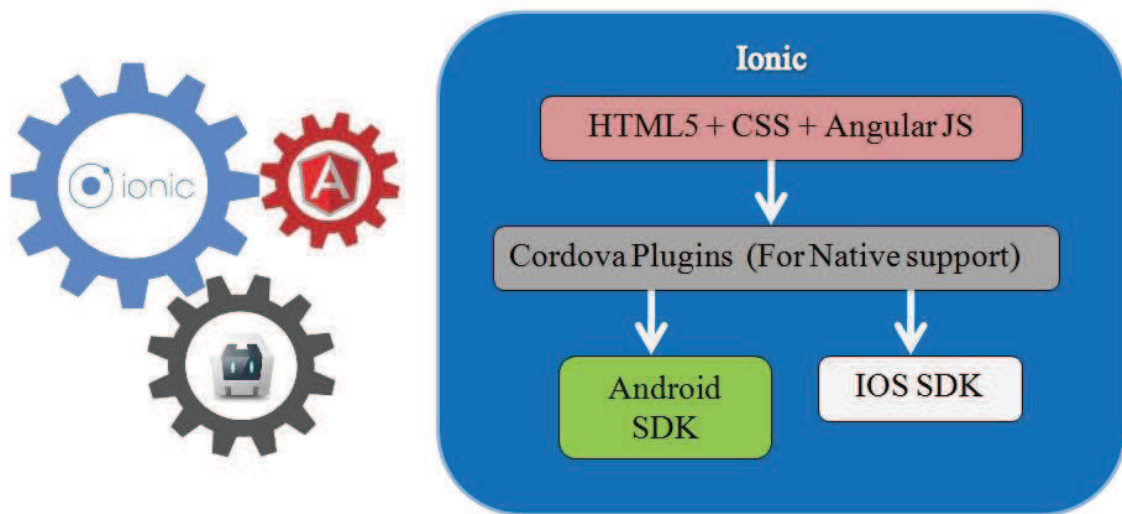 ionic
A
Ionic
HTML5 + CSS + Angular JS
Cordova Plugins (For Native support)
Android
SDK
IOS SDK